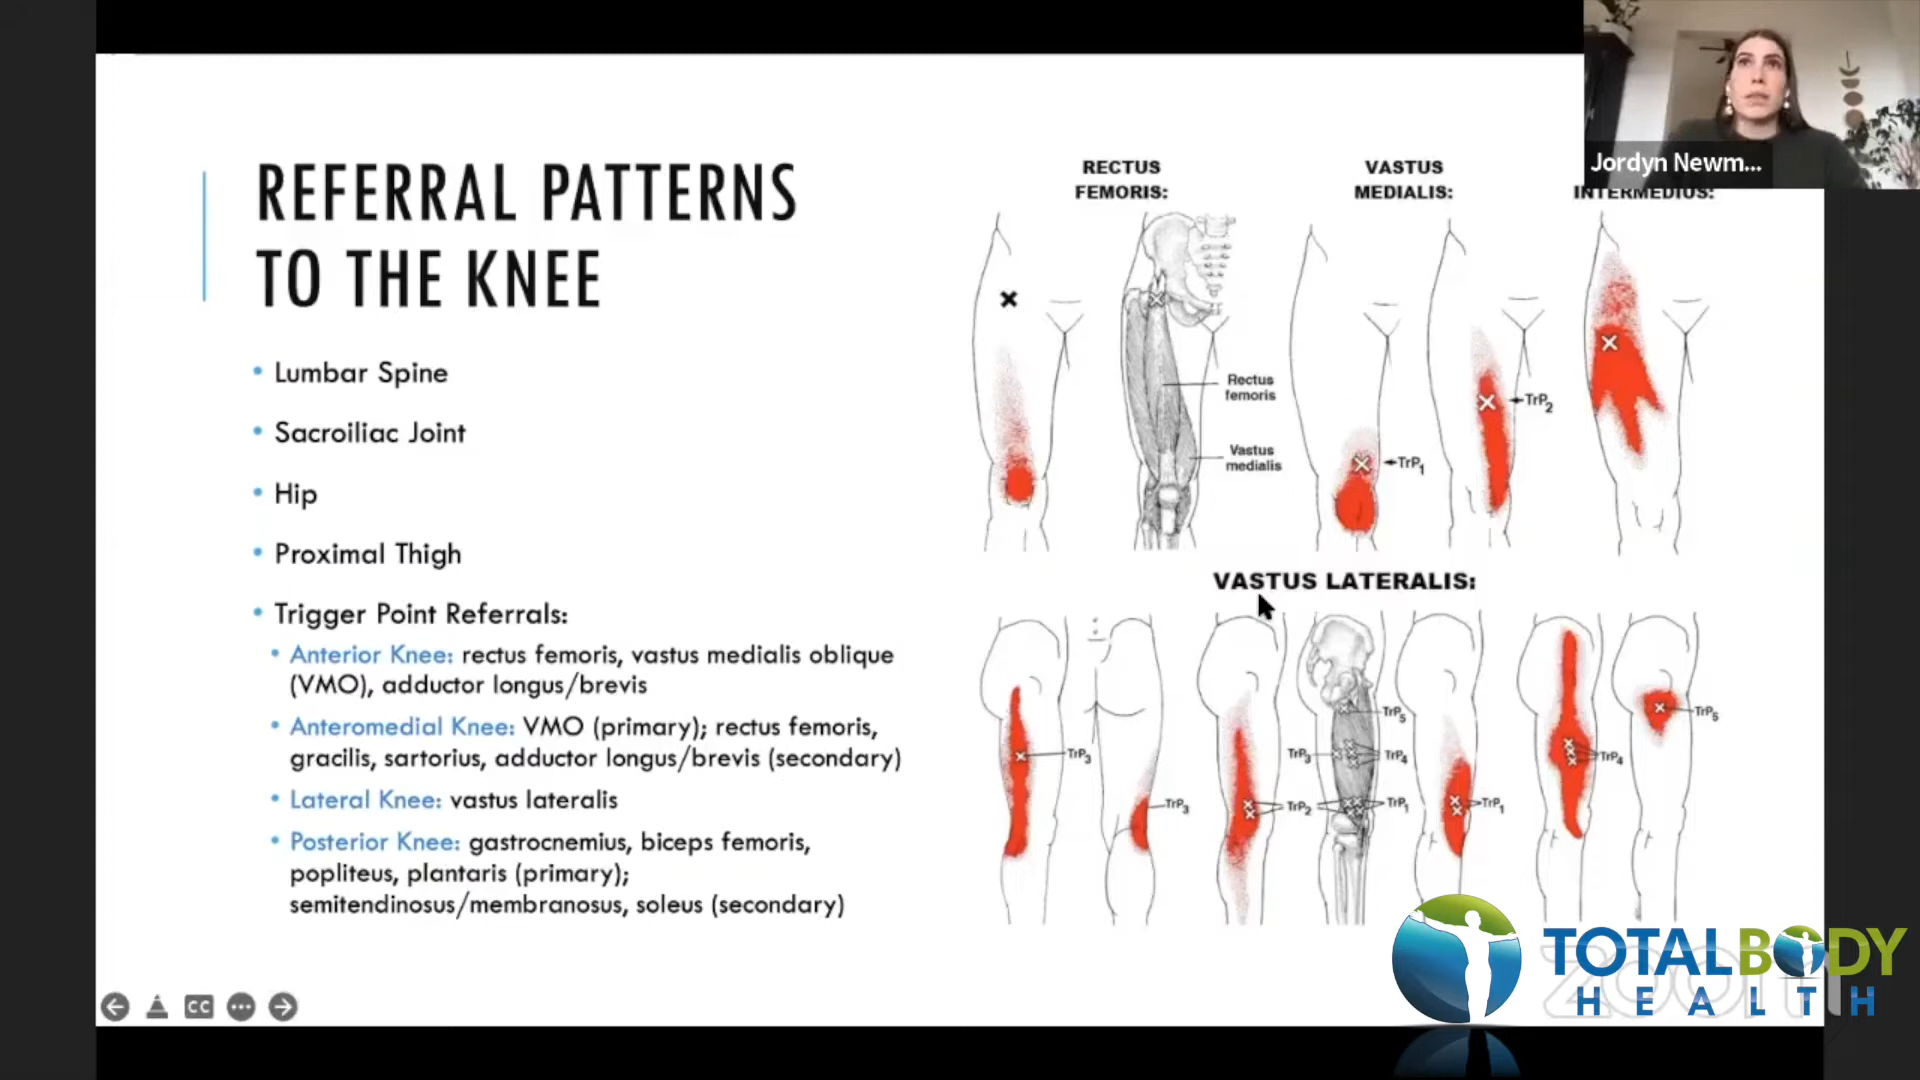 Jordyn Newm...
REFERRAL PATTERNS
TO THE KNEE
• Lumbar Spine
• Sacroiliac Joint
• Hip
• Proximal Thigh
• Trigger Point Referrals:
• Anterior Knee: rectus femoris, vastus medialis oblique
(VMO), adductor longus/brevis
• Anteromedial Knee: VMO (primary); rectus femoris,
gracilis, sartorius, adductor longus/brevis (secondary)
• Lateral Knee: vastus lateralis
• Posterior Knee: gastrocnemius, biceps femoris,
popliteus, plantaris (primary);
semitendinosus/membranosus, soleus (secondary)
RECTUS
FEMORIS:
VASTUS
MEDIALIS:
INTERMEDIUS:
Rectus
femoris
Vastus
medialis
TrP1
TrP2
VASTUS LATERALIS:
TrP3
TrP3
TrP2
TrP5
TrP3
TrP4
TrP1
TrP1
TrP4
TrP5
CC
TOTAL BODY
HEALTH
zoom